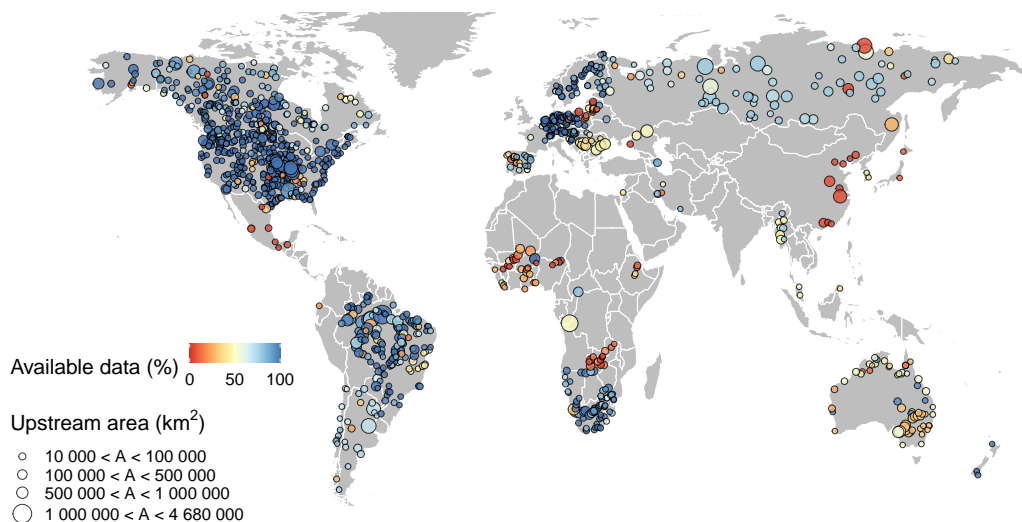 Available data (%)
0 50 100
Upstream area (km²)
10 000 < A < 100 000
100 000 < A < 500 000
500 000 < A < 1 000 000
1 000 000 < A < 4 680 000